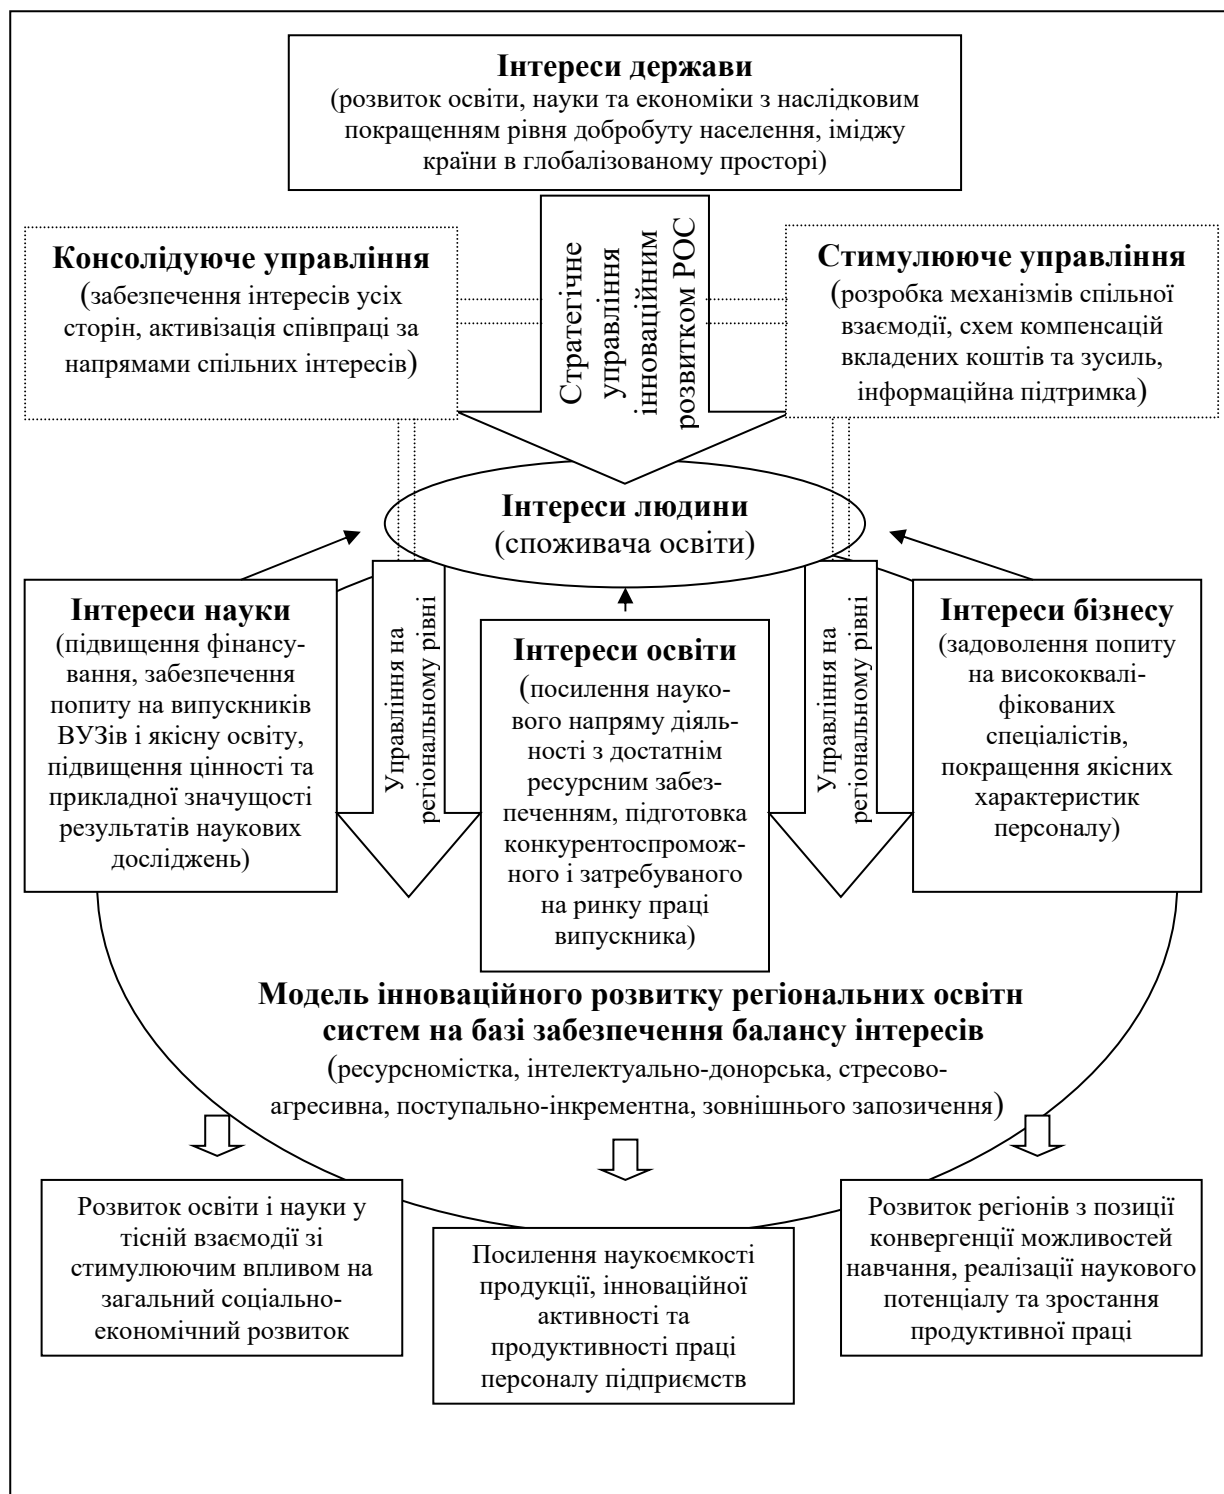 Інтереси держави
(розвиток освіти, науки та економіки з наслідковим
покращенням рівня добробуту населення, іміджу
країни в глобалізованому просторі)
Консолідуюче управління
(забезпечення інтересів усіх
сторін, активізація співпраці за
напрямами спільних інтересів)
Стратегічне
управління
інноваційним
розвитком РОС
Стимулююче управління
(розробка механізмів спільної
взаємодії, схем компенсацій
вкладених коштів та зусиль,
інформаційна підтримка)
Інтереси людини
(споживача освіти)
Інтереси науки
(підвищення фінансу-
вання, забезпечення
попиту на випускників
ВУЗів і якісну освіту,
підвищення цінності та
прикладної значущості
результатів наукових
досліджень)
Управління на
регіональному рівні
Інтереси освіти
(посилення науко-
вого напряму діяль-
ності з достатнім
ресурсним забез-
печенням, підготовка
конкурентоспромож-
ного і затребуваного
на ринку праці
випускника)
Управління на
регіональному рівні
Інтереси бізнесу
(задоволення попиту
на висококвалі-
фікованих
спеціалістів,
покращення якісних
характеристик
персоналу)
Модель інноваційного розвитку регіональних освітн
систем на базі забезпечення балансу інтересів
(ресурсномістка, інтелектуально-донорська, стресово-
агресивна, поступально-інкрементна, зовнішнього запозичення)
Розвиток освіти і науки у
тісній взаємодії зі
стимулюючим впливом на
загальний соціально-
економічний розвиток
Посилення наукоємкості
продукції, інноваційної
активності та
продуктивності праці
персоналу підприємств
Розвиток регіонів з позиції
конвергенції можливостей
навчання, реалізації наукового
потенціалу та зростання
продуктивної праці